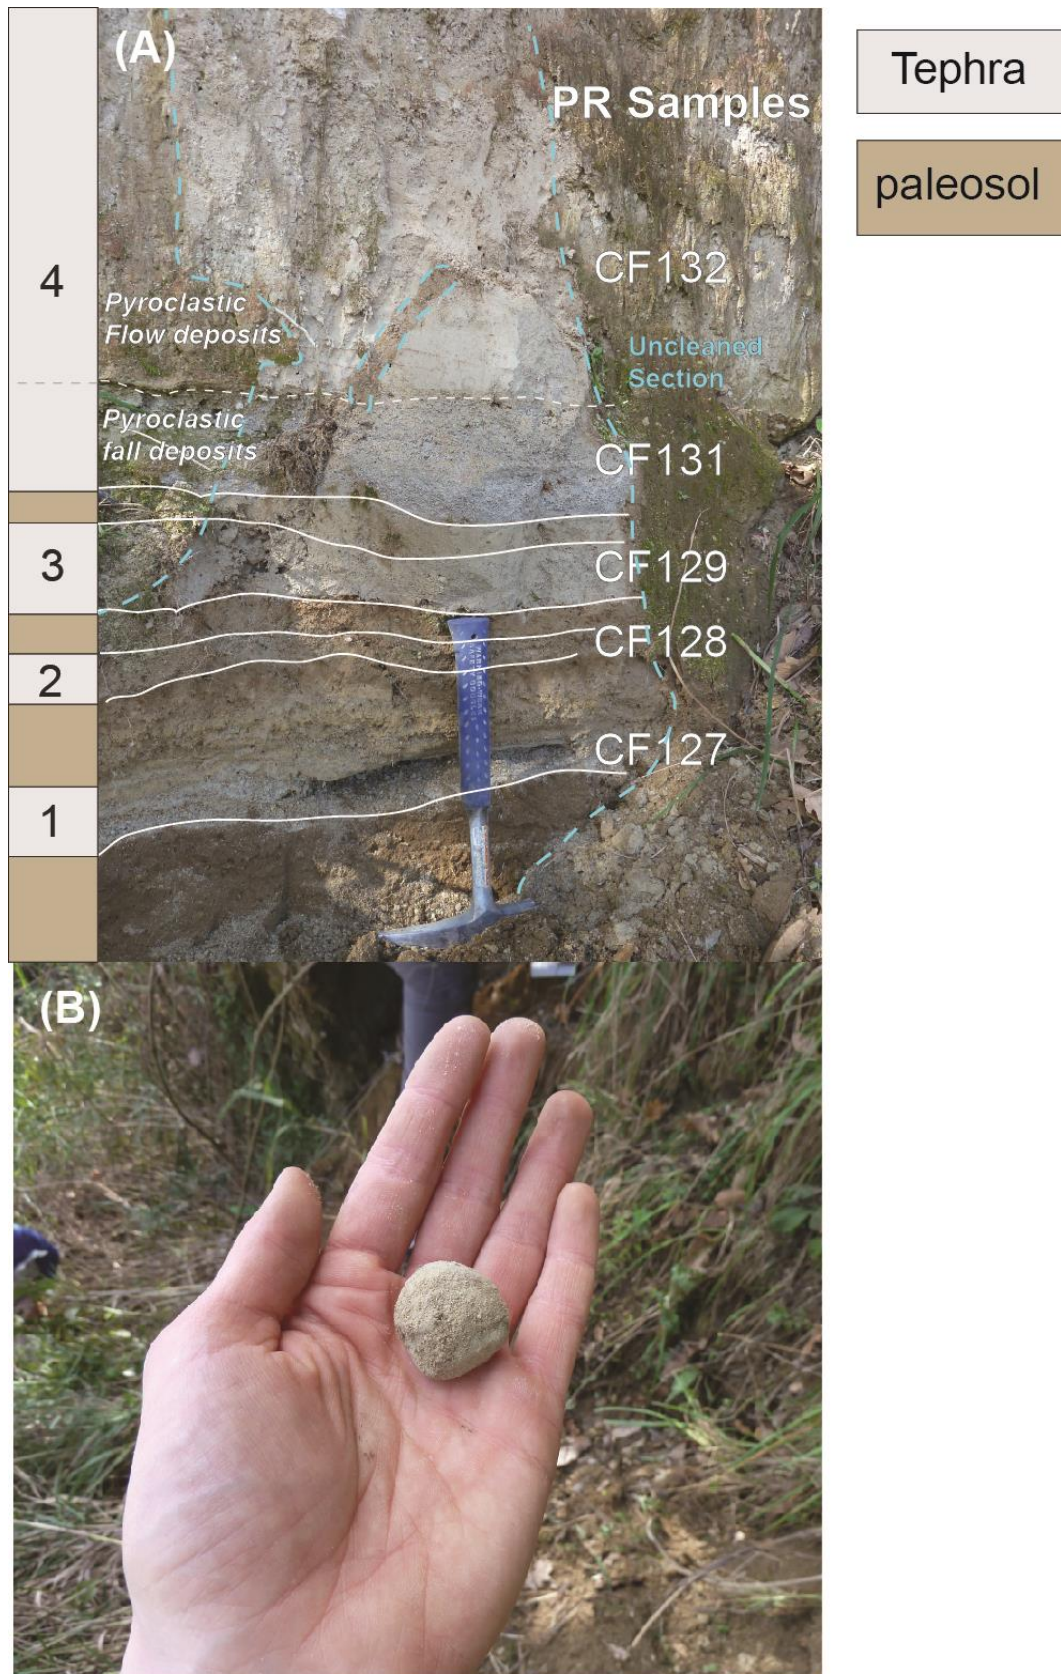 (A)
PR Samples
Tephra
paleosol
4
CF132
Pyroclastic
Flow deposits
Uncleaned
Section
Pyroclastic
fall deposits
CF131
3
CF129
CF128
2
CF127
1
(B)